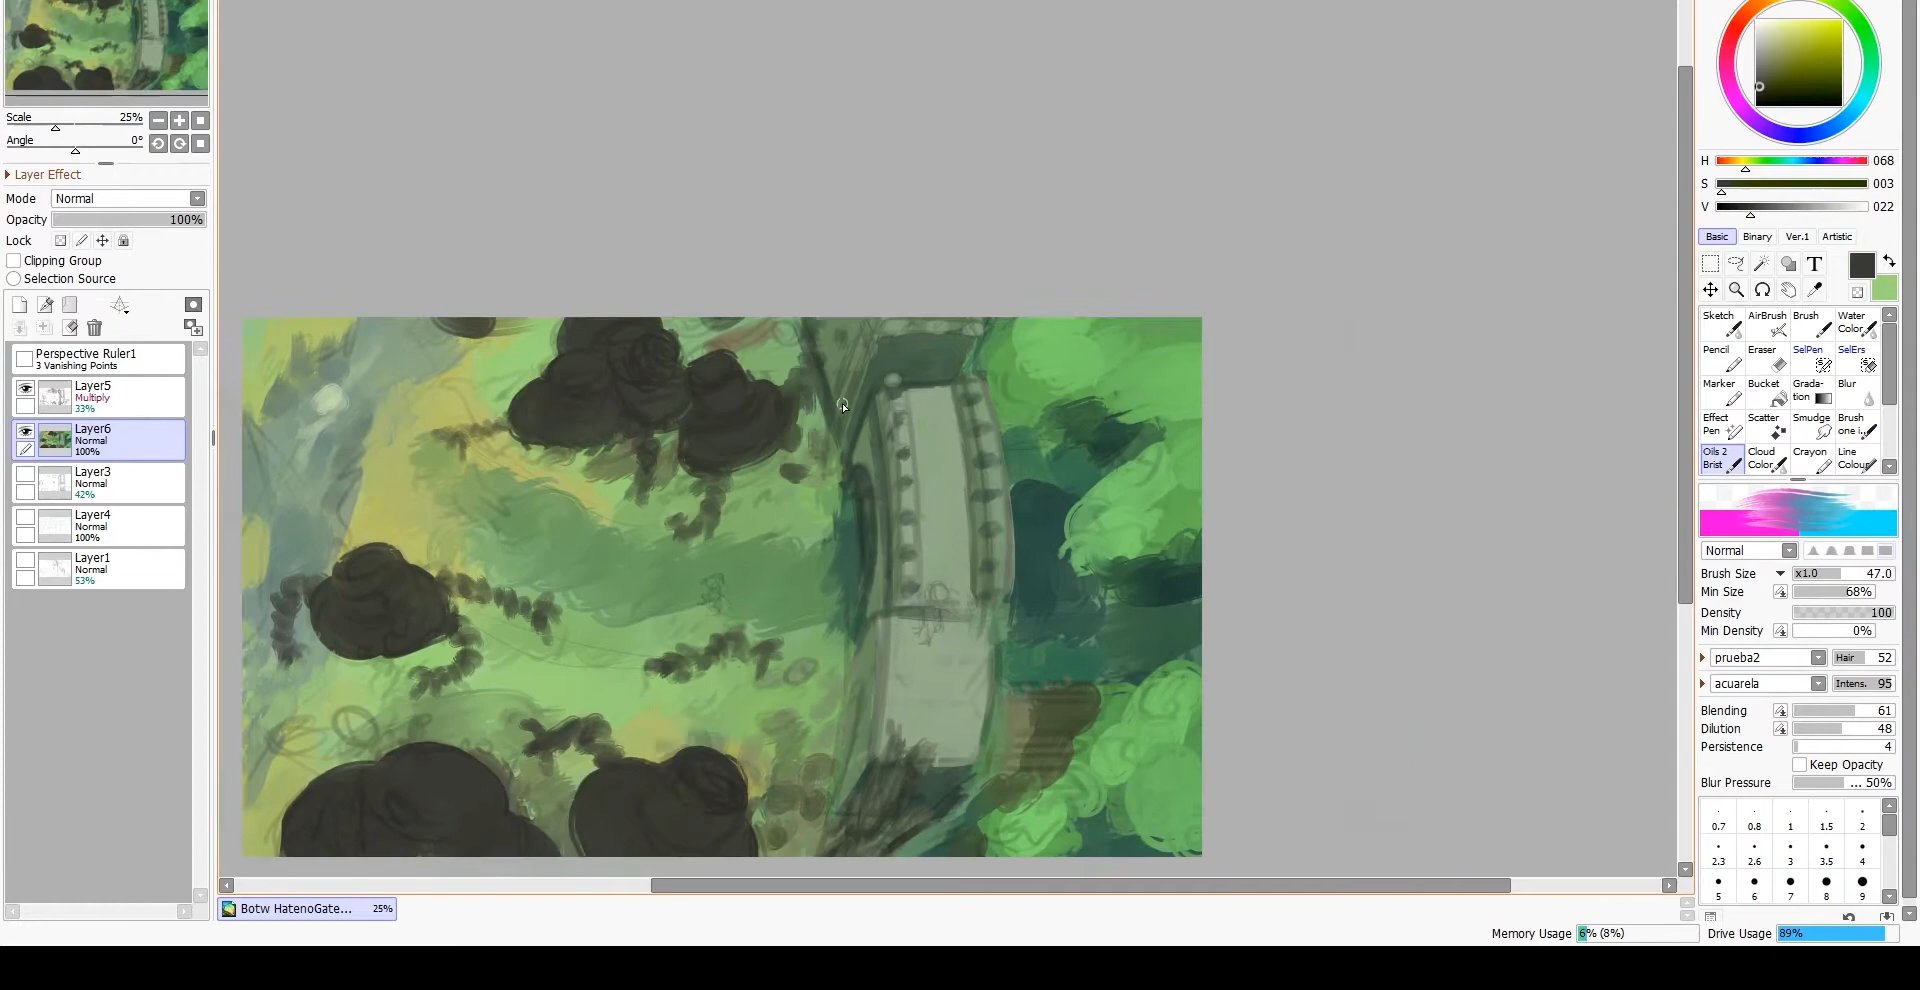 Scale 25%
Angle 0°
Layer Effect
Mode Normal
Opacity 100%
Lock
Clipping Group
Selection Source
Perspective Ruler1
3 Vanishing Points
Layer5
Multiply
33%
Layer6
Normal
100%
Layer3
Normal
42%
Layer4
Normal
100%
Layer1
Normal
53%
Botw HatenoGate... 25%
H 068
S 003
V 022
Basic Binary Ver.1 Artistic
T
Sketch AirBrush Brush Water Color
Pencil Eraser SelPen SelErs
Marker Bucket Grada-tion Blur
Effect Pen Scatter Smudge Brush one i...
Oils 2 Brist Cloud Color Crayon Line Colour
Normal
Brush Size x1.0 47.0
Min Size 68%
Density 100
Min Density 0%
prueba2 Hair 52
acuarela Intens. 95
Blending 61
Dilution 48
Persistence 4
Keep Opacity
Blur Pressure ... 50%
0.7 0.8 1 1.5 2
2.3 2.6 3 3.5 4
5 6 7 8 9
Memory Usage 6% (8%) Drive Usage 89%